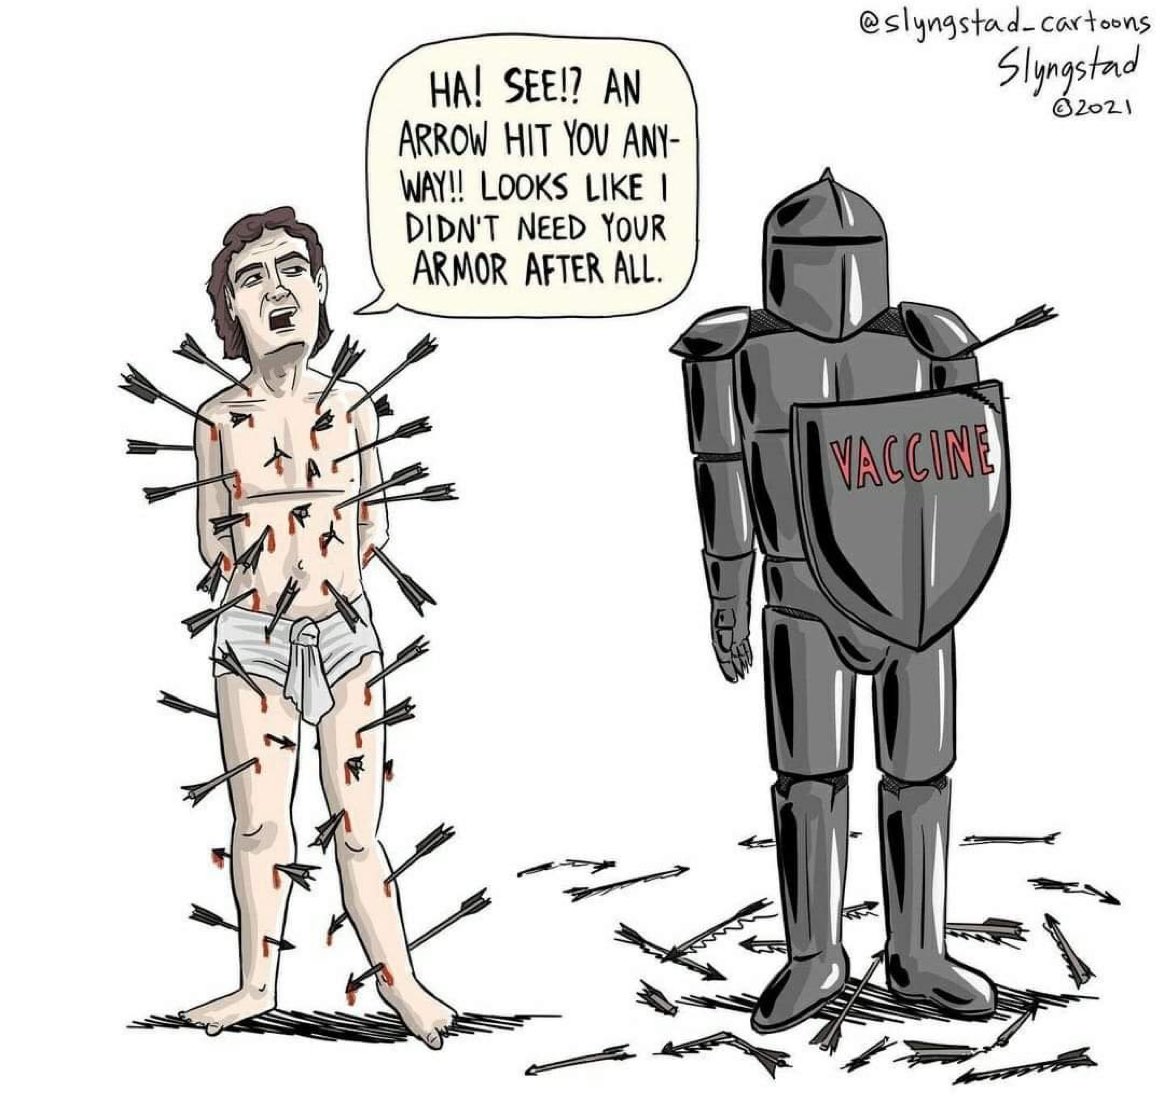 @slyngstad_cartoons
Slyngstad
©2021
HA! SEE!? AN
ARROW HIT YOU ANY-
WAY!! LOOKS LIKE I
DIDN'T NEED YOUR
ARMOR AFTER ALL.
VACCINE